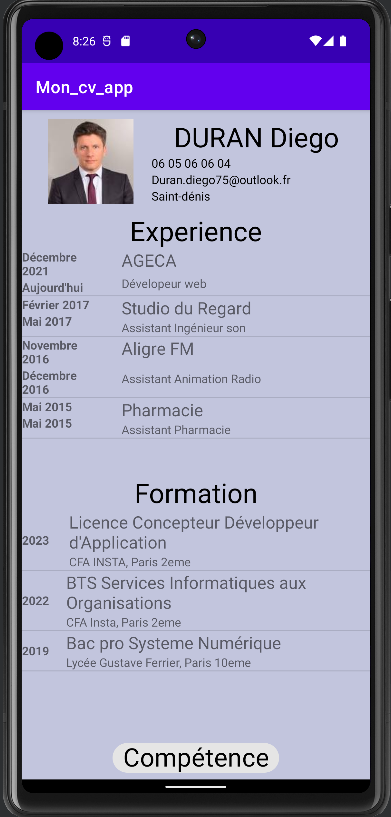 8:26
Mon_cv_app
DURAN Diego
06 05 06 06 04
Duran.diego75@outlook.fr
Saint-dénis
Experience
Décembre
2021
Aujourd'hui
AGECA
Dévelopeur web
Février 2017
Mai 2017
Studio du Regard
Assistant Ingénieur son
Novembre
2016
Décembre
2016
Aligre FM
Assistant Animation Radio
Mai 2015
Mai 2015
Pharmacie
Assistant Pharmacie
Formation
2023
Licence Concepteur Développeur
d'Application
CFA INSTA, Paris 2eme
2022
BTS Services Informatiques aux
Organisations
CFA Insta, Paris 2eme
2019
Bac pro Systeme Numérique
Lycée Gustave Ferrier, Paris 10eme
Compétence